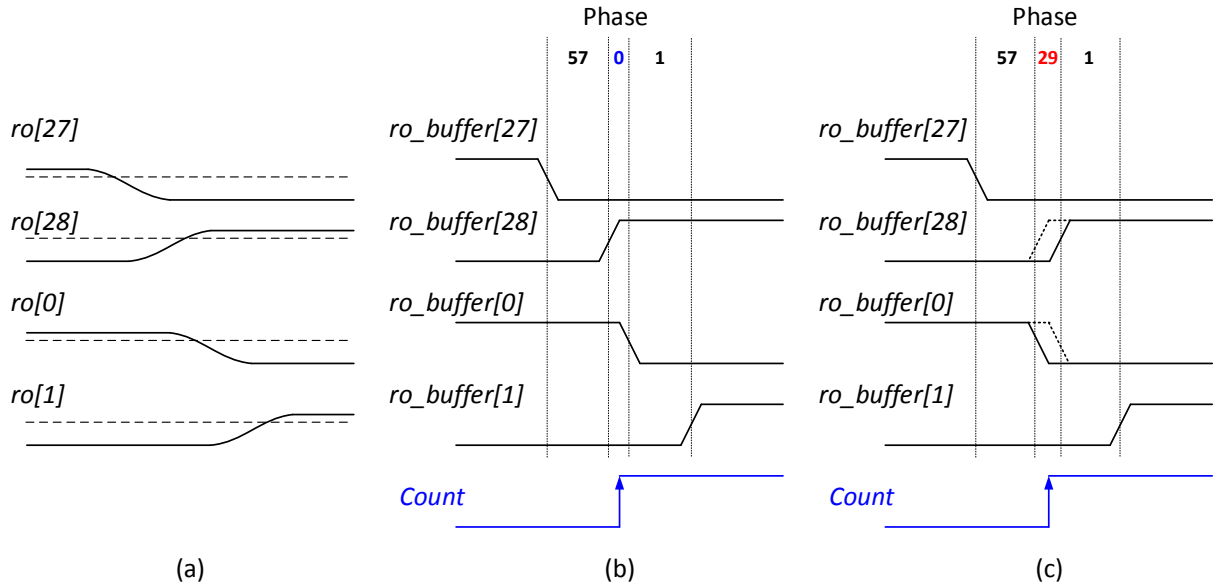 Phase
57 0 1
Phase
57 29 1
ro[27]
ro[28]
ro[0]
ro[1]
(a)
ro_buffer[27]
ro_buffer[28]
ro_buffer[0]
ro_buffer[1]
Count
(b)
ro_buffer[27]
ro_buffer[28]
ro_buffer[0]
ro_buffer[1]
Count
(c)